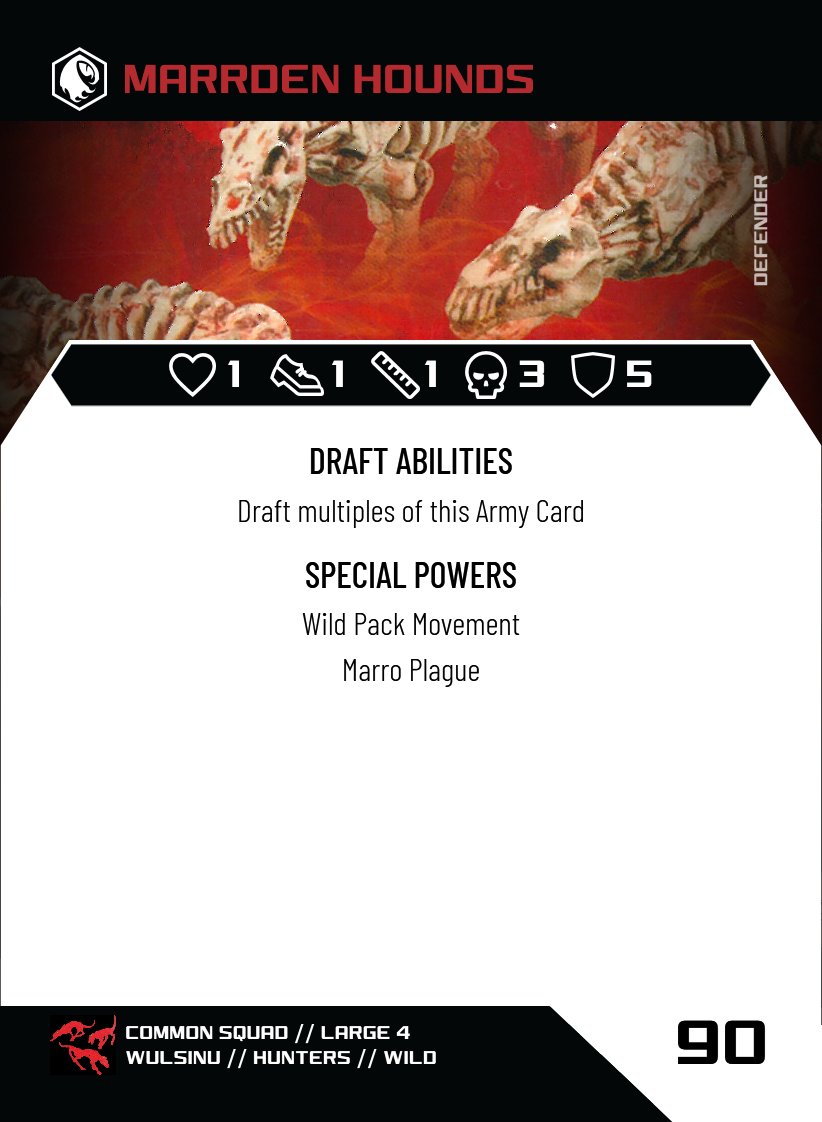 MARRDEN HOUNDS
DEFENDER
1 1 1 3 5
DRAFT ABILITIES
Draft multiples of this Army Card
SPECIAL POWERS
Wild Pack Movement
Marro Plague
COMMON SQUAD // LARGE 4
WULSINU // HUNTERS // WILD
90